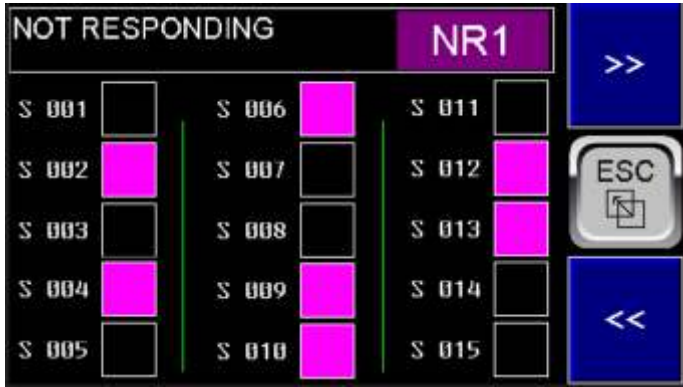 NOT RESPONDING NR1
>>
S 001 S 006 S 011
S 002 S 007 S 012
ESC
S 003 S 008 S 013
S 004 S 009 S 014
<<
S 005 S 010 S 015